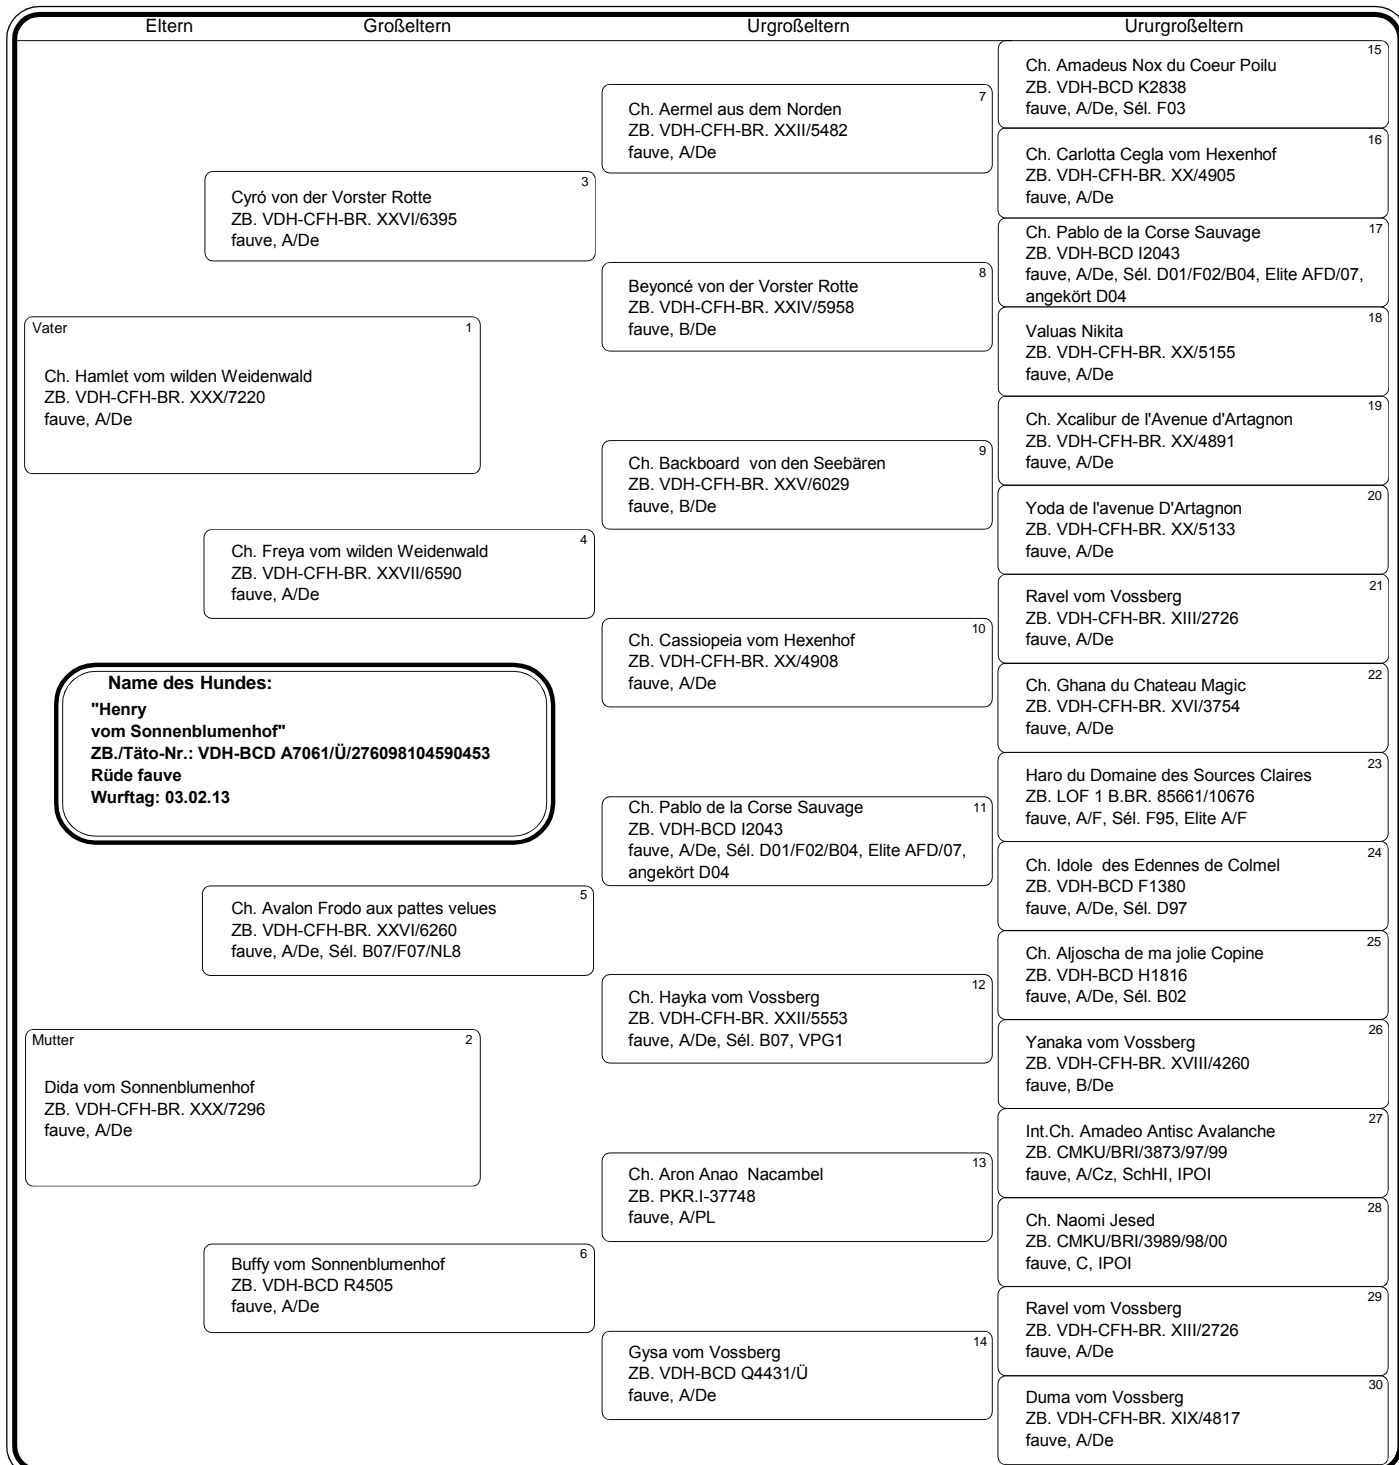 Eltern Großeltern Urgroßeltern Ururgroßeltern
Vater 1
Ch. Hamlet vom wilden Weidenwald
ZB. VDH-CFH-BR. XXX/7220
fauve, A/De
Name des Hundes:
"Henry
vom Sonnenblumenhof"
ZB./Täto-Nr.: VDH-BCD A7061/Ü/276098104590453
Rüde fauve
Wurftag: 03.02.13
Mutter 2
Dida vom Sonnenblumenhof
ZB. VDH-CFH-BR. XXX/7296
fauve, A/De
3
Cyró von der Vorster Rotte
ZB. VDH-CFH-BR. XXVI/6395
fauve, A/De
4
Ch. Freya vom wilden Weidenwald
ZB. VDH-CFH-BR. XXVII/6590
fauve, A/De
5
Ch. Avalon Frodo aux pattes velues
ZB. VDH-CFH-BR. XXVI/6260
fauve, A/De, Sél. B07/F07/NL8
6
Buffy vom Sonnenblumenhof
ZB. VDH-BCD R4505
fauve, A/De
7
Ch. Aermel aus dem Norden
ZB. VDH-CFH-BR. XXII/5482
fauve, A/De
8
Beyoncé von der Vorster Rotte
ZB. VDH-CFH-BR. XXIV/5958
fauve, B/De
9
Ch. Backboard  von den Seebären
ZB. VDH-CFH-BR. XXV/6029
fauve, B/De
10
Ch. Cassiopeia vom Hexenhof
ZB. VDH-CFH-BR. XX/4908
fauve, A/De
11
Ch. Pablo de la Corse Sauvage
ZB. VDH-BCD I2043
fauve, A/De, Sél. D01/F02/B04, Elite AFD/07,
angekört D04
12
Ch. Hayka vom Vossberg
ZB. VDH-CFH-BR. XXII/5553
fauve, A/De, Sél. B07, VPG1
13
Ch. Aron Anao  Nacambel
ZB. PKR.I-37748
fauve, A/PL
14
Gysa vom Vossberg
ZB. VDH-BCD Q4431/Ü
fauve, A/De
15
Ch. Amadeus Nox du Coeur Poilu
ZB. VDH-BCD K2838
fauve, A/De, Sél. F03
16
Ch. Carlotta Cegla vom Hexenhof
ZB. VDH-CFH-BR. XX/4905
fauve, A/De
17
Ch. Pablo de la Corse Sauvage
ZB. VDH-BCD I2043
fauve, A/De, Sél. D01/F02/B04, Elite AFD/07,
angekört D04
18
Valuas Nikita
ZB. VDH-CFH-BR. XX/5155
fauve, A/De
19
Ch. Xcalibur de l'Avenue d'Artagnon
ZB. VDH-CFH-BR. XX/4891
fauve, A/De
20
Yoda de l'avenue D'Artagnon
ZB. VDH-CFH-BR. XX/5133
fauve, A/De
21
Ravel vom Vossberg
ZB. VDH-CFH-BR. XIII/2726
fauve, A/De
22
Ch. Ghana du Chateau Magic
ZB. VDH-CFH-BR. XVI/3754
fauve, A/De
23
Haro du Domaine des Sources Claires
ZB. LOF 1 B.BR. 85661/10676
fauve, A/F, Sél. F95, Elite A/F
24
Ch. Idole  des Edennes de Colmel
ZB. VDH-BCD F1380
fauve, A/De, Sél. D97
25
Ch. Aljoscha de ma jolie Copine
ZB. VDH-BCD H1816
fauve, A/De, Sél. B02
26
Yanaka vom Vossberg
ZB. VDH-CFH-BR. XVIII/4260
fauve, B/De
27
Int.Ch. Amadeo Antisc Avalanche
ZB. CMKU/BRI/3873/97/99
fauve, A/Cz, SchHI, IPOI
28
Ch. Naomi Jesed
ZB. CMKU/BRI/3989/98/00
fauve, C, IPOI
29
Ravel vom Vossberg
ZB. VDH-CFH-BR. XIII/2726
fauve, A/De
30
Duma vom Vossberg
ZB. VDH-CFH-BR. XIX/4817
fauve, A/De